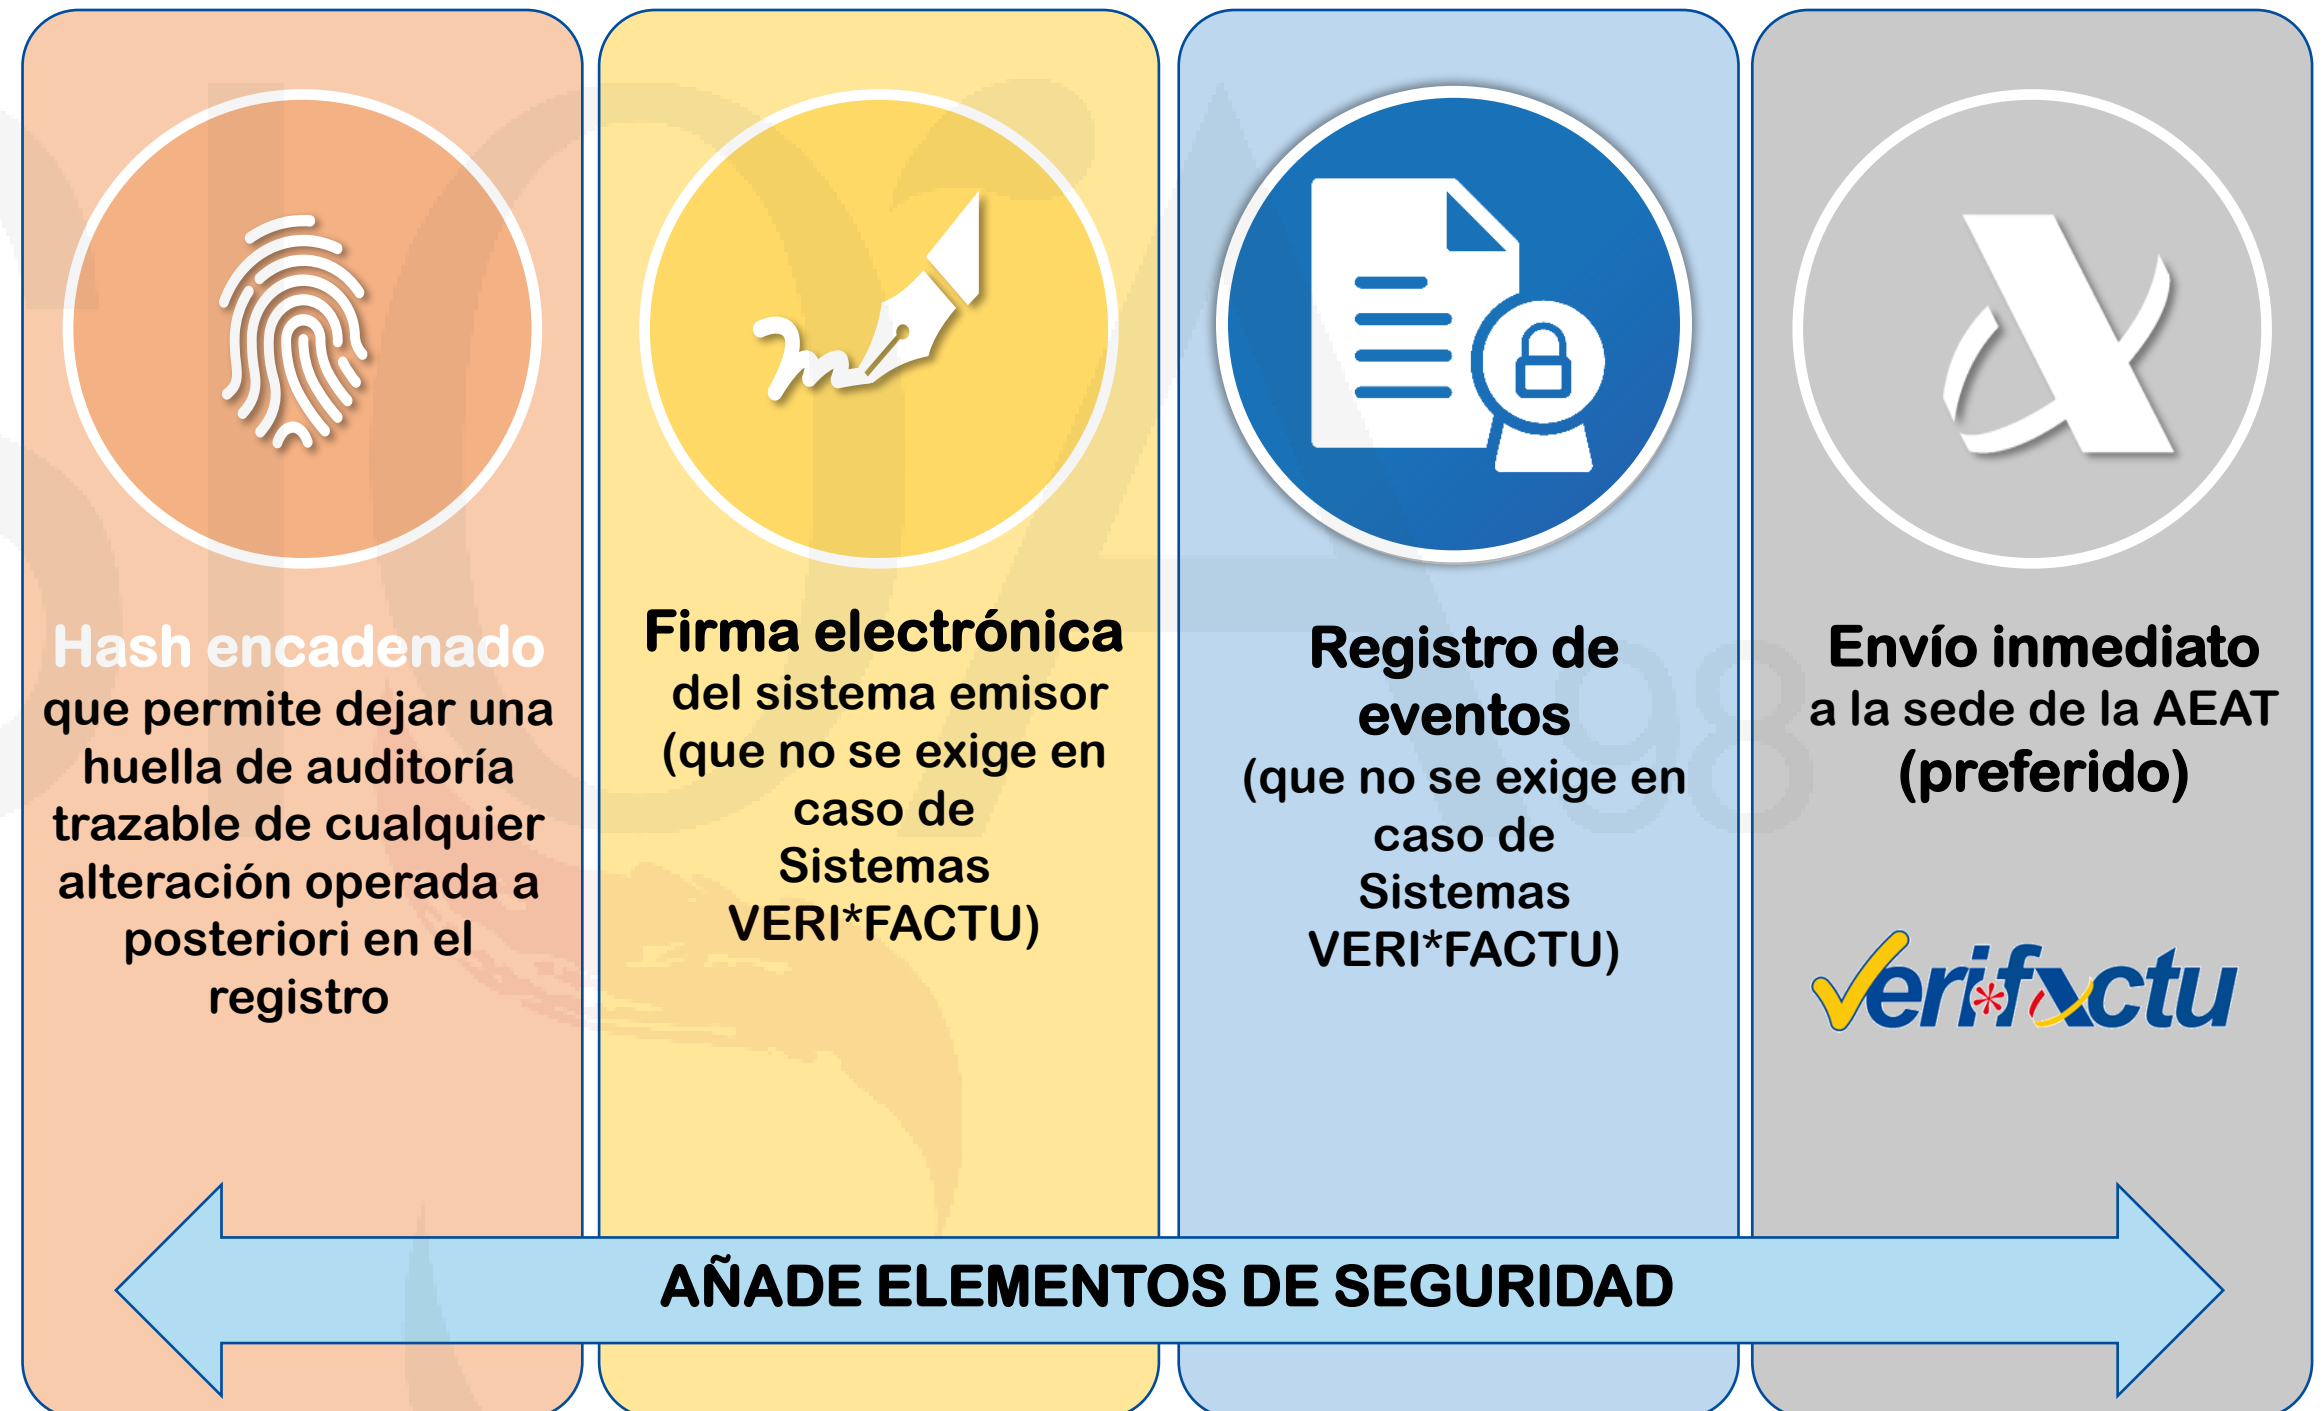 Hash encadenado
que permite dejar una
huella de auditoría
trazable de cualquier
alteración operada a
posteriori en el
registro
Firma electrónica
del sistema emisor
(que no se exige en
caso de
Sistemas
VERI*FACTU)
Registro de
eventos
(que no se exige en
caso de
Sistemas
VERI*FACTU)
Envío inmediato
a la sede de la AEAT
(preferido)
Veri*factu
AÑADE ELEMENTOS DE SEGURIDAD
98